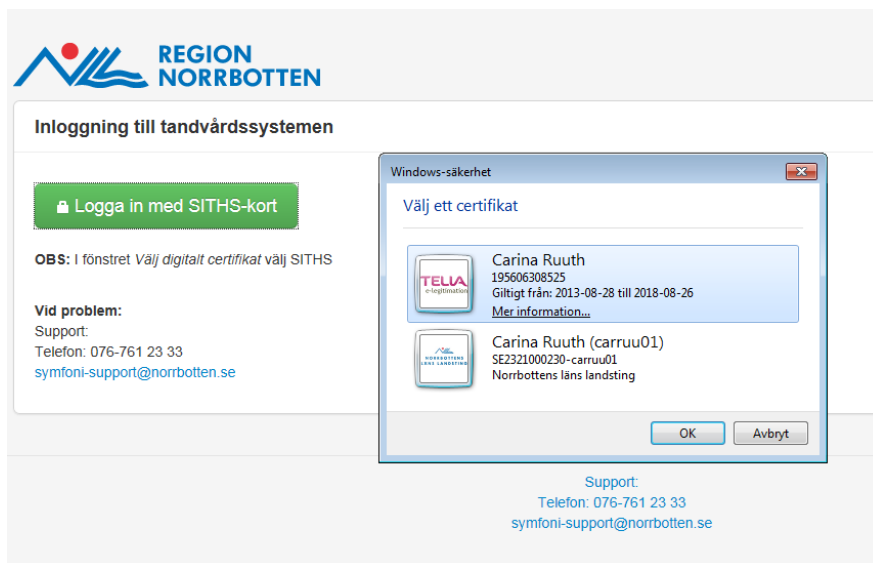 REGION
NORRBOTTEN
Inloggning till tandvårdssystemen
Logga in med SITHS-kort
OBS: I fönstret Välj digitalt certifikat välj SITHS
Vid problem:
Support:
Telefon: 076-761 23 33
symfoni-support@norrbotten.se
Windows-säkerhet
Välj ett certifikat
TELIA
e-legitimation
Carina Ruuth
195606308525
Giltigt från: 2013-08-28 till 2018-08-26
Mer information...
NORRBOTTENS
LÄNS LANDSTING
Carina Ruuth (carruu01)
SE2321000230-carruu01
Norrbottens läns landsting
OK
Avbryt
Support:
Telefon: 076-761 23 33
symfoni-support@norrbotten.se